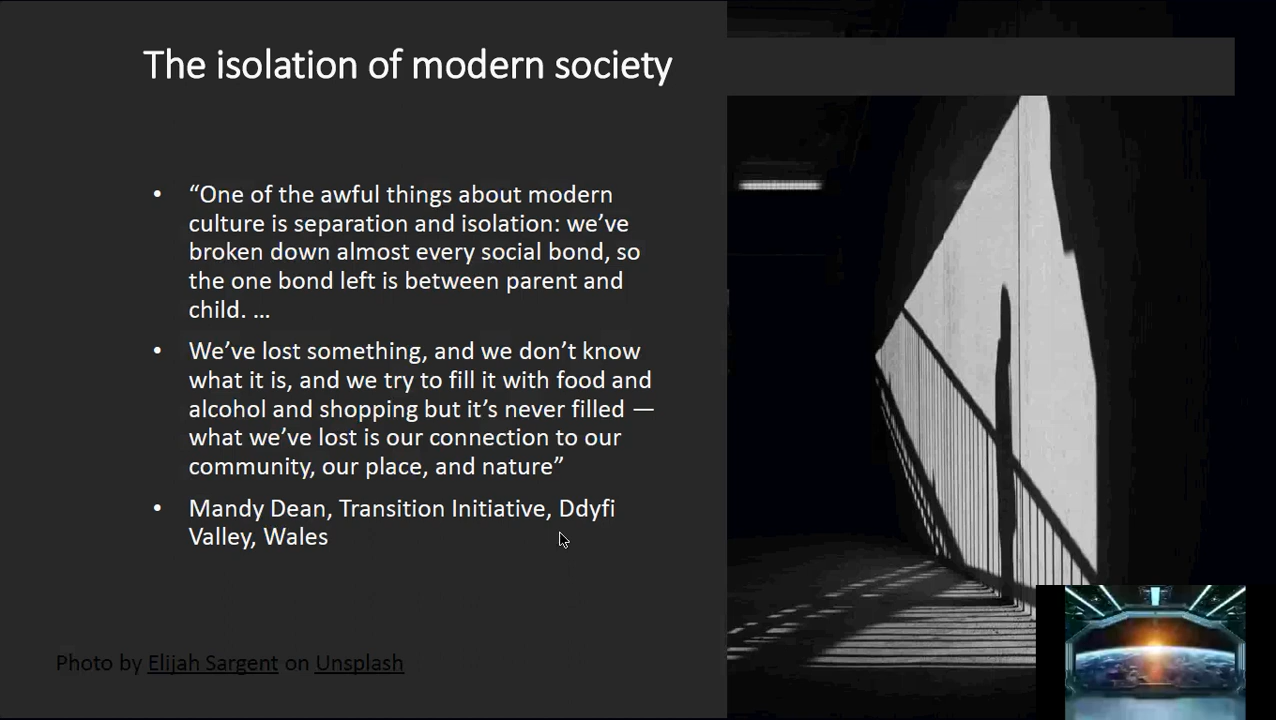 The isolation of modern society
• “One of the awful things about modern
culture is separation and isolation: we’ve
broken down almost every social bond, so
the one bond left is between parent and
child. …
• We’ve lost something, and we don’t know
what it is, and we try to fill it with food and
alcohol and shopping but it’s never filled —
what we’ve lost is our connection to our
community, our place, and nature”
• Mandy Dean, Transition Initiative, Ddyfi
Valley, Wales
Photo by Elijah Sargent on Unsplash